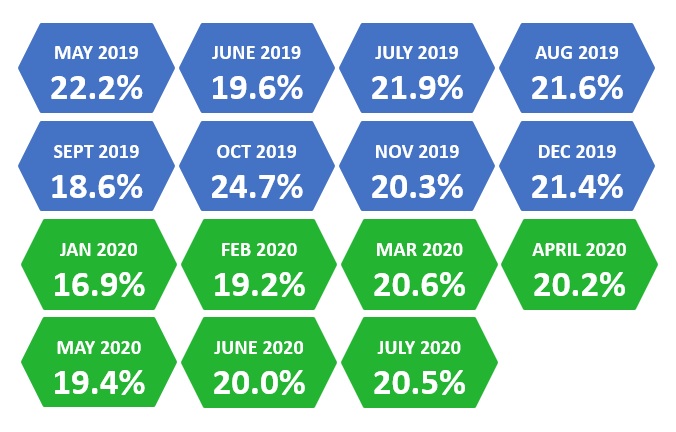 MAY 2019
22.2%
JUNE 2019
19.6%
JULY 2019
21.9%
AUG 2019
21.6%
SEPT 2019
18.6%
OCT 2019
24.7%
NOV 2019
20.3%
DEC 2019
21.4%
JAN 2020
16.9%
FEB 2020
19.2%
MAR 2020
20.6%
APRIL 2020
20.2%
MAY 2020
19.4%
JUNE 2020
20.0%
JULY 2020
20.5%